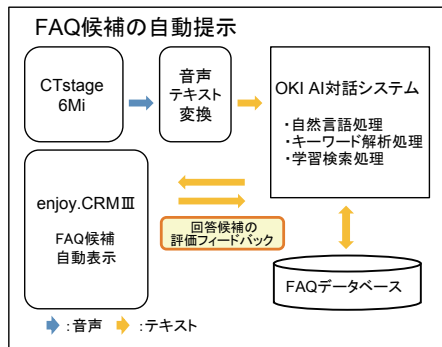 FAQ候補の自動提示
CTstage
6Mi
音声
テキスト
変換
OKI AI対話システム
・自然言語処理
・キーワード解析処理
・学習検索処理
enjoy.CRMⅢ
FAQ候補
自動表示
回答候補の
評価フィードバック
FAQデータベース
:音声 :テキスト